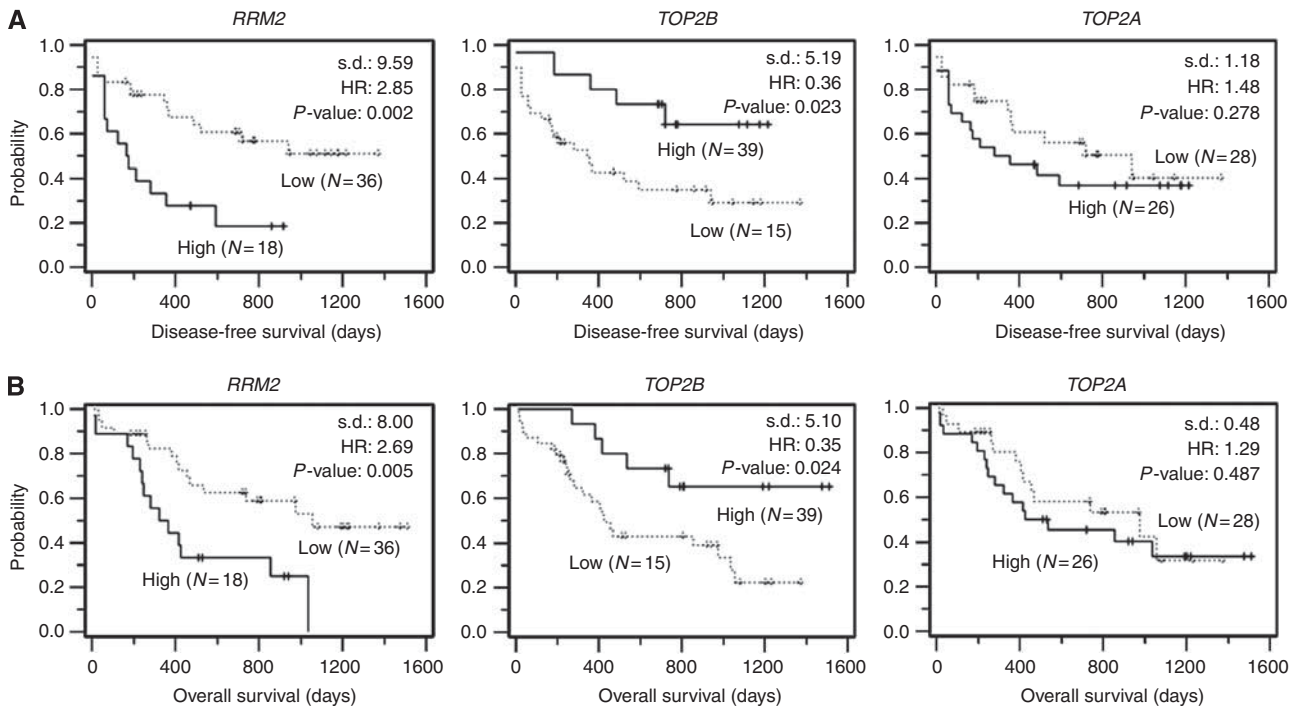 A
RRM2
TOP2B
TOP2A
Probability
1.0
0.8
0.6
0.4
0.2
0.0
s.d.: 9.59
HR: 2.85
P-value: 0.002
Low (N=36)
High (N=18)
0 400 800 1200 1600
Disease-free survival (days)
1.0
0.8
0.6
0.4
0.2
0.0
s.d.: 5.19
HR: 0.36
P-value: 0.023
High (N=39)
Low (N=15)
0 400 800 1200 1600
Disease-free survival (days)
1.0
0.8
0.6
0.4
0.2
0.0
s.d.: 1.18
HR: 1.48
P-value: 0.278
Low (N=28)
High (N=26)
0 400 800 1200 1600
Disease-free survival (days)
B
RRM2
TOP2B
TOP2A
Probability
1.0
0.8
0.6
0.4
0.2
0.0
s.d.: 8.00
HR: 2.69
P-value: 0.005
Low (N=36)
High (N=18)
0 400 800 1200 1600
Overall survival (days)
1.0
0.8
0.6
0.4
0.2
0.0
s.d.: 5.10
HR: 0.35
P-value: 0.024
High (N=39)
Low (N=15)
0 400 800 1200 1600
Overall survival (days)
1.0
0.8
0.6
0.4
0.2
0.0
s.d.: 0.48
HR: 1.29
P-value: 0.487
Low (N=28)
High (N=26)
0 400 800 1200 1600
Overall survival (days)